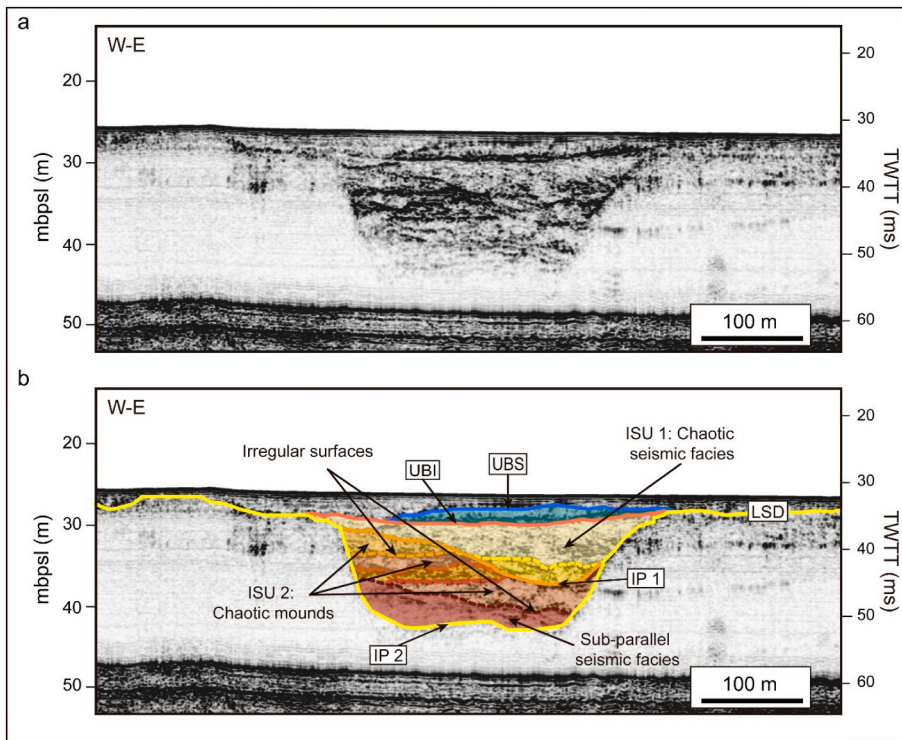 a
W-E
20
30
40
50
mbpsl (m)
20
30
40
50
60
TWTT (ms)
100 m
b
W-E
20
30
40
50
mbpsl (m)
20
30
40
50
60
TWTT (ms)
Irregular surfaces
UBI
UBS
ISU 1: Chaotic
seismic facies
LSD
IP 1
ISU 2:
Chaotic mounds
IP 2
Sub-parallel
seismic facies
100 m